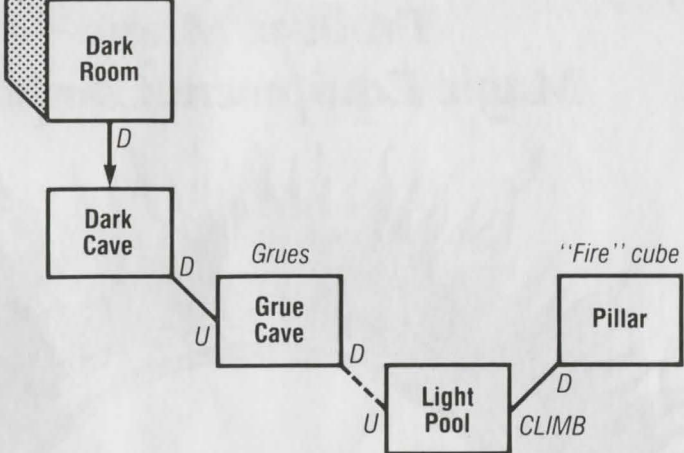 Dark
Room
D
Dark
Cave
D
Grues
"Fire" cube
U
Grue
Cave
Pillar
D
D
U
Light
Pool
CLIMB